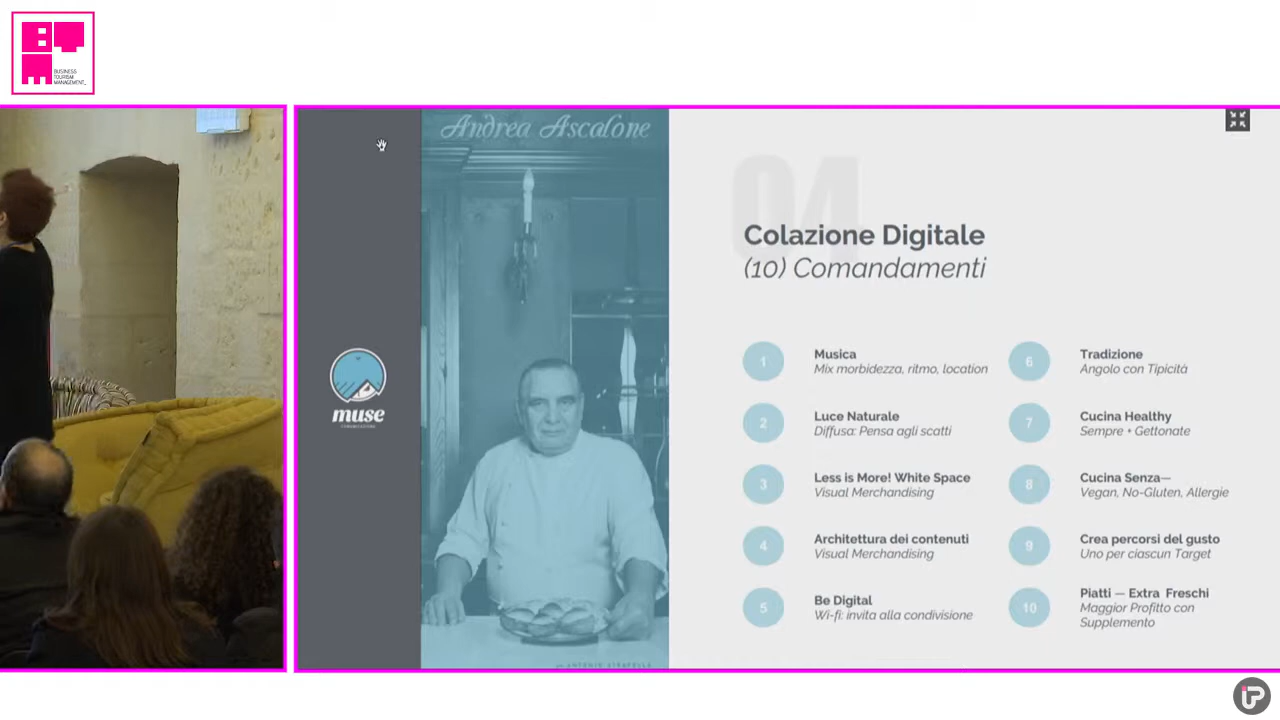 BUSINESS
TOURISM
MANAGEMENT_
Andrea Ascalone
muse
04
Colazione Digitale
(10) Comandamenti
1
Musica
Mix morbidezza, ritmo, location
2
Luce Naturale
Diffusa: Pensa agli scatti
3
Less is More! White Space
Visual Merchandising
4
Architettura dei contenuti
Visual Merchandising
5
Be Digital
Wi-fi: invita alla condivisione
6
Tradizione
Angolo con Tipicità
7
Cucina Healthy
Sempre + Gettonate
8
Cucina Senza—
Vegan, No-Gluten, Allergie
9
Crea percorsi del gusto
Uno per ciascun Target
10
Piatti — Extra Freschi
Maggior Profitto con
Supplemento